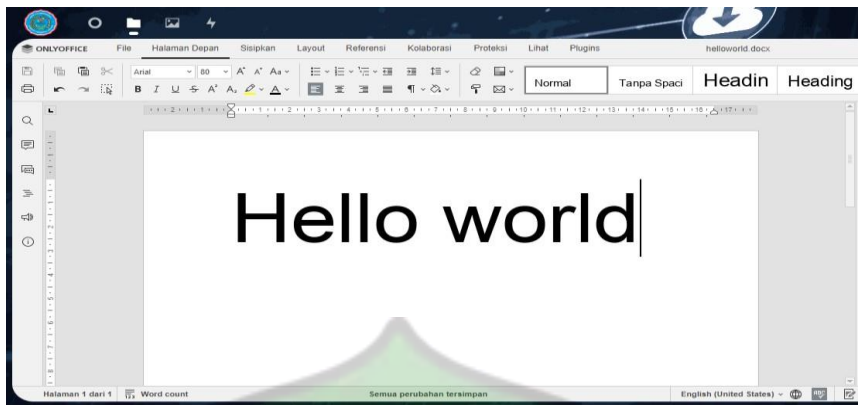 ONLYOFFICE File Halaman Depan Sisipkan Layout Referensi Kolaborasi Proteksi Lihat Plugins helloworld.docx
Arial 80 Normal Tanpa Spaci Headin Heading
Hello world
Halaman 1 dari 1 Word count Semua perubahan tersimpan English (United States)